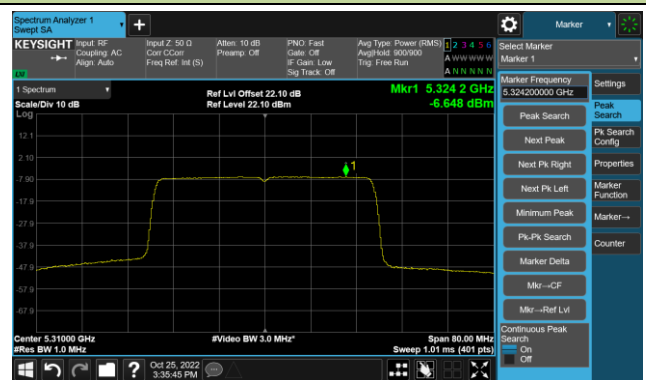 Spectrum Analyzer 1
Swept SA
Marker
KEYSIGHT
Input: RF
Coupling: AC
Align: Auto
Input Z: 50 Ω
Corr CCorr
Freq Ref: Int (S)
Atten: 10 dB
Preamp: Off
PNO: Fast
Gate: Off
IF Gain: Low
Sig Track: Off
Avg Type: Power (RMS)
Avg|Hold: 900/900
Trig: Free Run
1 2 3 4 5 6
A W W W W W
A N N N N N
Select Marker
Marker 1
1 Spectrum
Scale/Div 10 dB
Log
Ref Lvl Offset 22.10 dB
Ref Level 22.10 dBm
Mkr1 5.324 2 GHz
-6.648 dBm
12.1
2.10
-7.90
-17.9
-27.9
-37.9
-47.9
-57.9
-67.9
1
Center 5.31000 GHz
#Res BW 1.0 MHz
#Video BW 3.0 MHz*
Span 80.00 MHz
Sweep 1.01 ms (401 pts)
Marker Frequency
5.324200000 GHz
Peak Search
Next Peak
Next Pk Right
Next Pk Left
Minimum Peak
Pk-Pk Search
Marker Delta
Mkr→CF
Mkr→Ref Lvl
Continuous Peak
Search
On
Off
Settings
Peak
Search
Pk Search
Config
Properties
Marker
Function
Marker→
Counter
Oct 25, 2022
3:35:45 PM